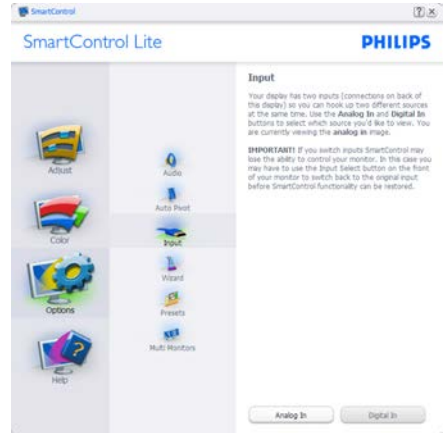 SmartControl
SmartControl Lite
PHILIPS
Adjust
Color
Options
Help
Audio
Auto Pivot
Input
Wizard
Presets
Multi Monitors
Input
Your display has two inputs (connections on back of
the display) so you can hook up two different sources
at the same time. Use the Analog In and Digital In
buttons to select which source you'd like to view. You
are currently viewing the analog in image.
IMPORTANT! If you switch inputs SmartControl may
lose the ability to control your monitor. In this case you
may have to use the Input Select button on the front
of your monitor to switch back to the original input
before SmartControl functionality can be restored.
Analog In
Digital In